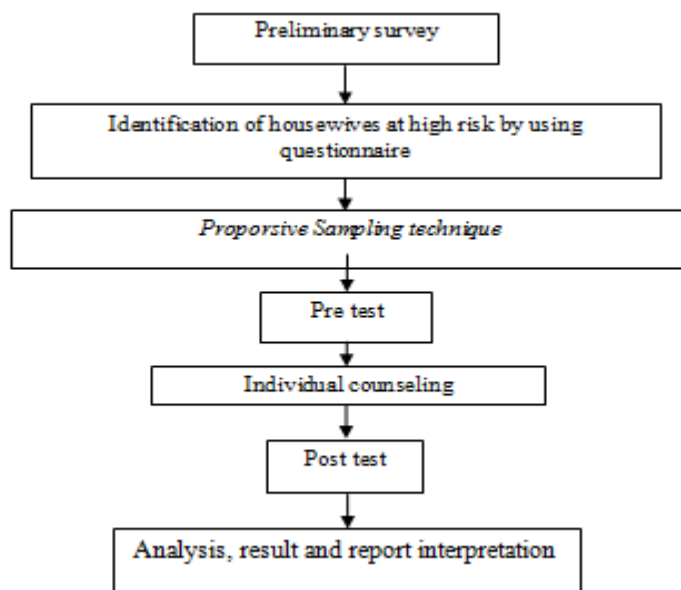 Preliminary survey
Identification of housewives at high risk by using
questionnaire
Proporsive Sampling technique
Pre test
Individual counseling
Post test
Analysis, result and report interpretation